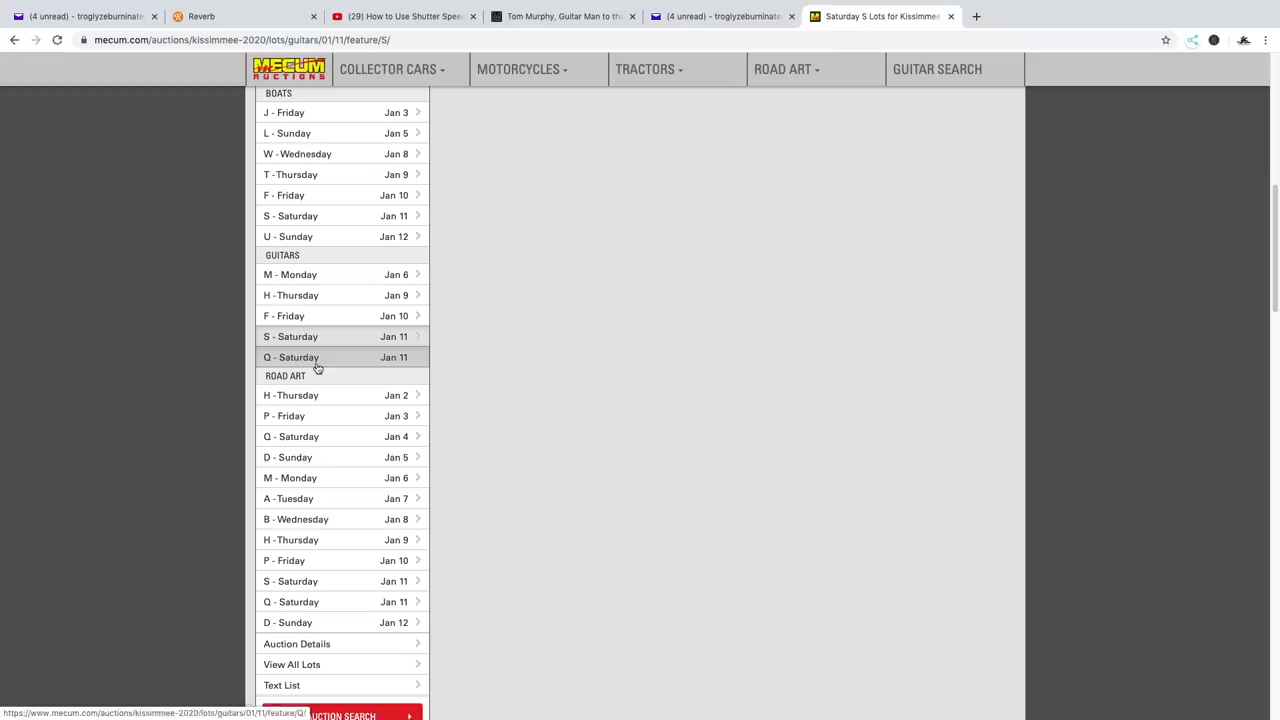 (4 unread) - troglyzeburninate
Reverb
(29) How to Use Shutter Spee
Tom Murphy, Guitar Man to the
(4 unread) - troglyzeburninate
Saturday S Lots for Kissimmee
mecum.com/auctions/kissimmee-2020/lots/guitars/01/11/feature/S/
MECUM AUCTIONS
COLLECTOR CARS
MOTORCYCLES
TRACTORS
ROAD ART
GUITAR SEARCH
BOATS
J - Friday Jan 3
L - Sunday Jan 5
W - Wednesday Jan 8
T - Thursday Jan 9
F - Friday Jan 10
S - Saturday Jan 11
U - Sunday Jan 12
GUITARS
M - Monday Jan 6
H - Thursday Jan 9
F - Friday Jan 10
S - Saturday Jan 11
Q - Saturday Jan 11
ROAD ART
H - Thursday Jan 2
P - Friday Jan 3
Q - Saturday Jan 4
D - Sunday Jan 5
M - Monday Jan 6
A - Tuesday Jan 7
B - Wednesday Jan 8
H - Thursday Jan 9
P - Friday Jan 10
S - Saturday Jan 11
Q - Saturday Jan 11
D - Sunday Jan 12
Auction Details
View All Lots
Text List
AUCTION SEARCH
https://www.mecum.com/auctions/kissimmee-2020/lots/guitars/01/11/feature/Q/